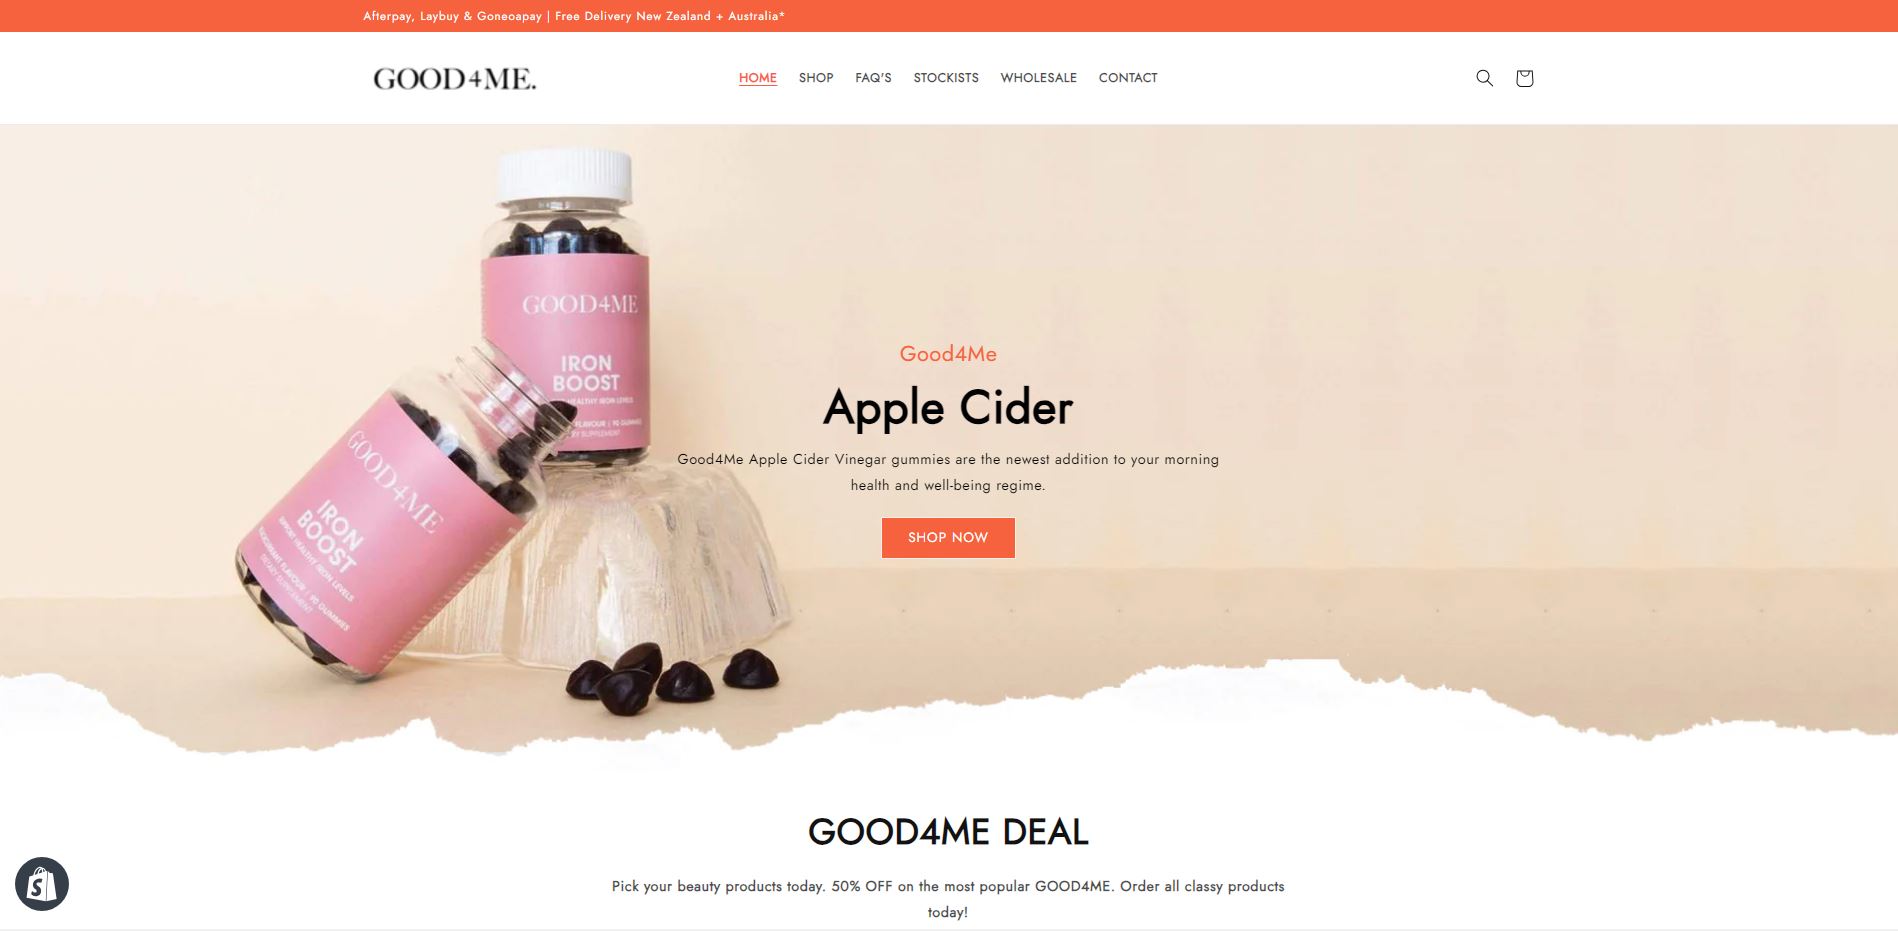 Afterpay, Laybuy & Goneoapay | Free Delivery New Zealand + Australia*
GOOD4ME.
HOME SHOP FAQ'S STOCKISTS WHOLESALE CONTACT
GOOD4ME
IRON
BOOST
HEALTHY IRON LEVELS
FLAVOUR | 90 GUMMIES
SUPPLEMENT
GOOD4ME
IRON
BOOST
SUPPORT HEALTHY IRON LEVELS
FLAVOUR | 90 GUMMIES
DIETARY SUPPLEMENT
Good4Me
Apple Cider
Good4Me Apple Cider Vinegar gummies are the newest addition to your morning
health and well-being regime.
SHOP NOW
GOOD4ME DEAL
Pick your beauty products today. 50% OFF on the most popular GOOD4ME. Order all classy products
today!